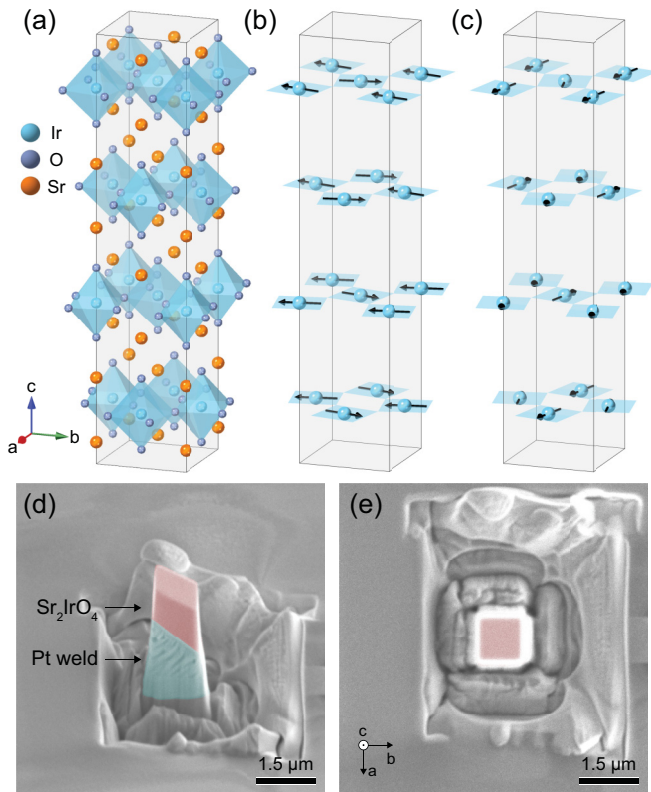 (a)
(b)
(c)
Ir
O
Sr
c
a
b
(d)
(e)
Sr₂IrO₄
Pt weld
1.5 μm
c
b
a
1.5 μm